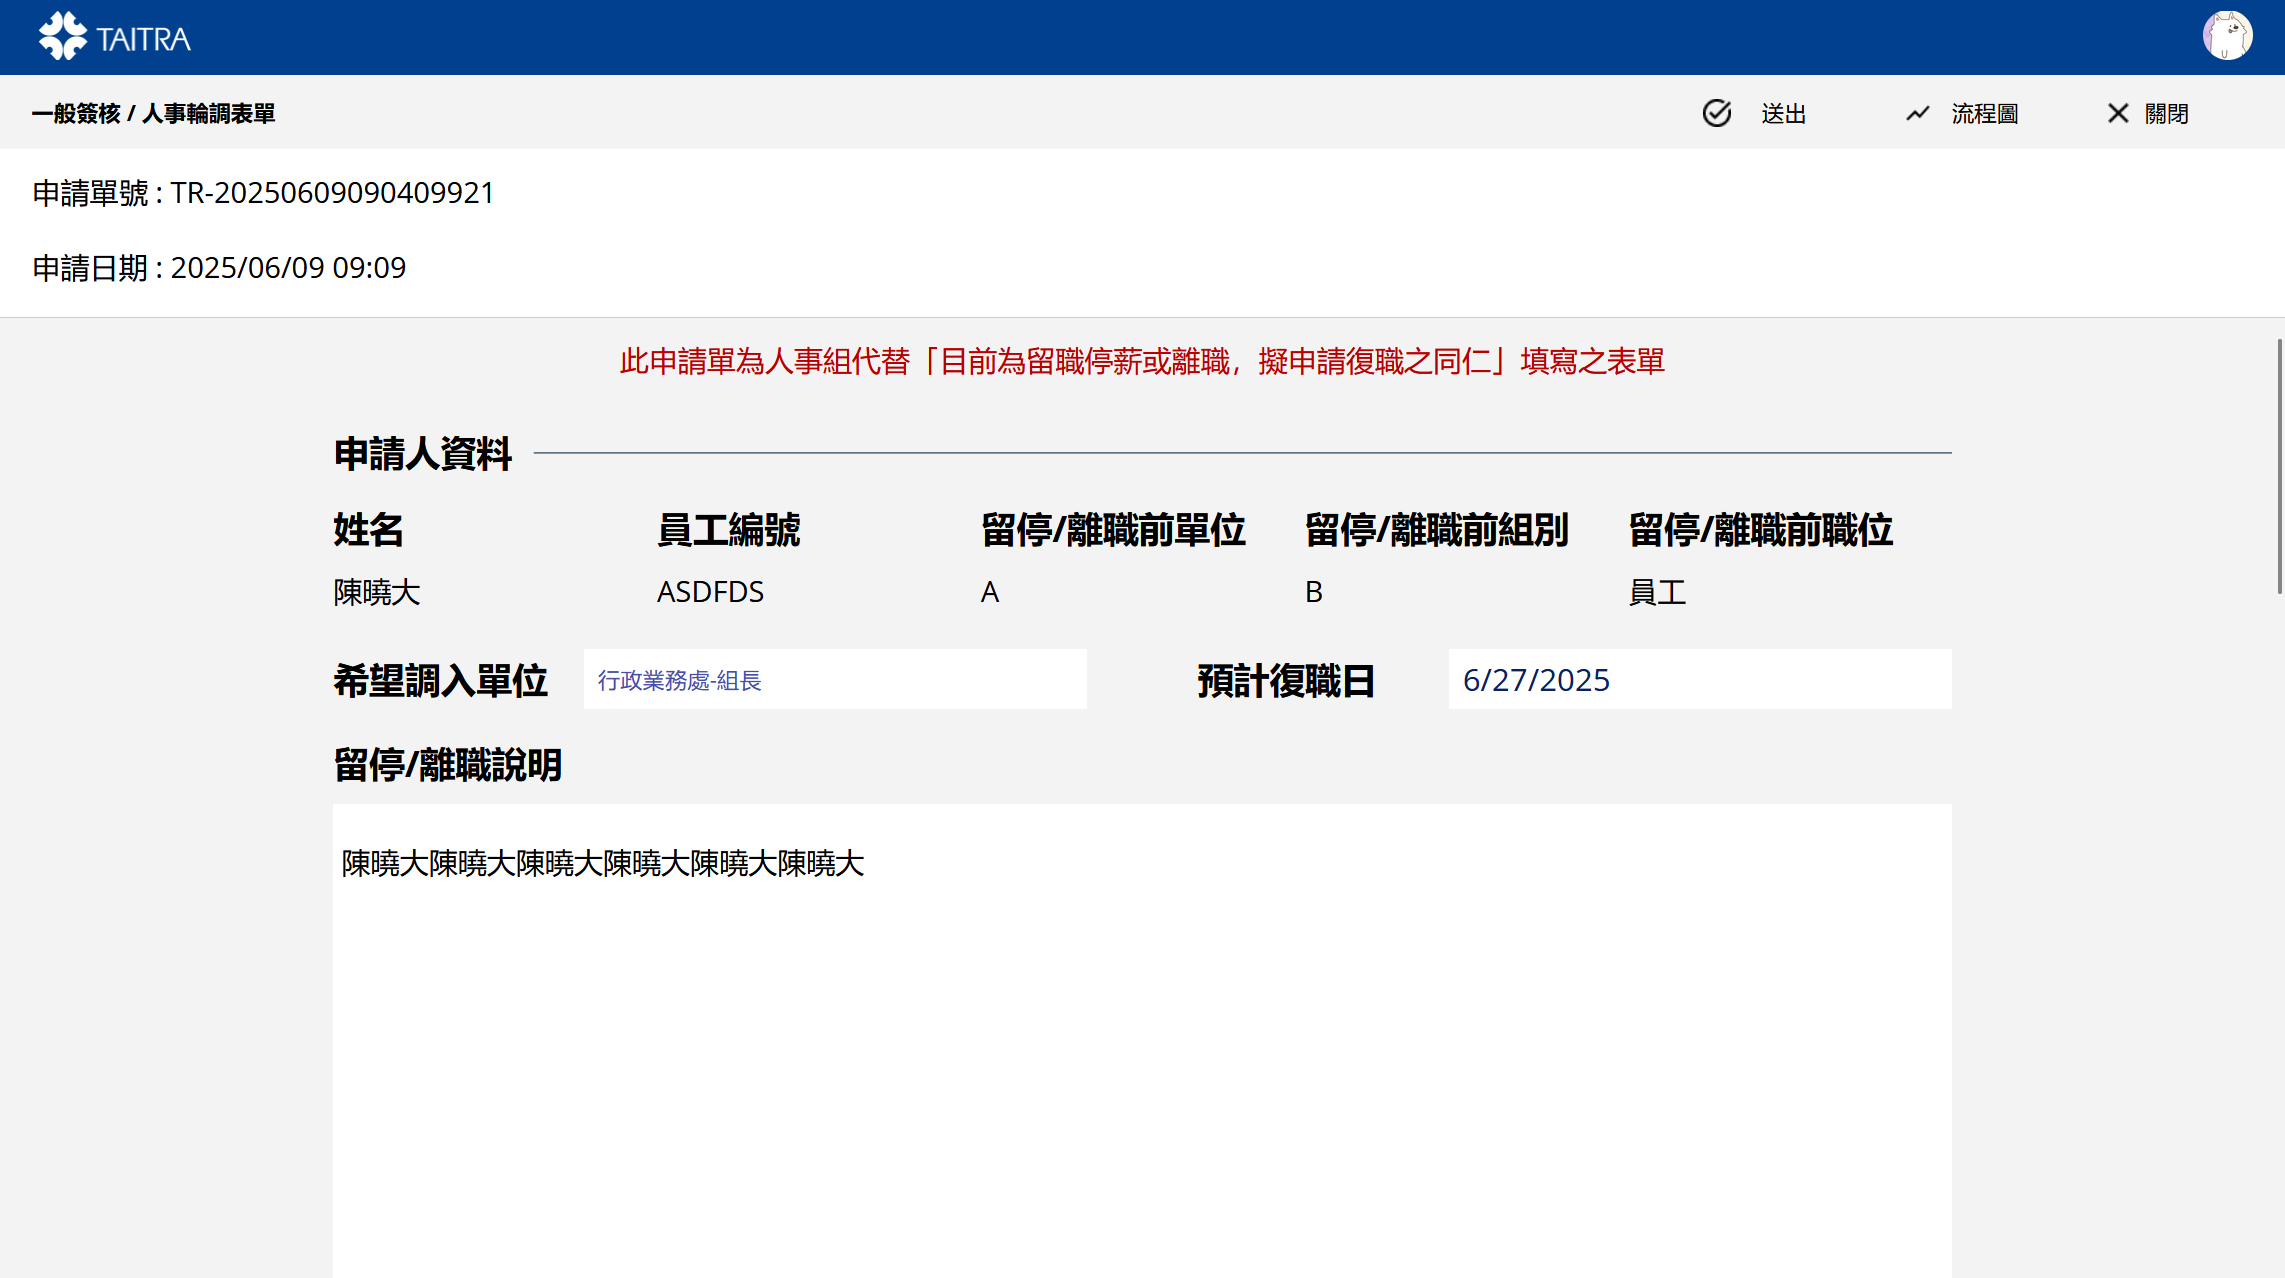 TAITRA
一般簽核 / 人事輪調表單 送出 流程圖 關閉
申請單號 : TR-20250609090409921
申請日期 : 2025/06/09 09:09
此申請單為人事組代替「目前為留職停薪或離職，擬申請復職之同仁」填寫之表單
申請人資料
姓名 員工編號 留停/離職前單位 留停/離職前組別 留停/離職前職位
陳曉大 ASDFDS A B 員工
希望調入單位 行政業務處-組長 預計復職日 6/27/2025
留停/離職說明
陳曉大陳曉大陳曉大陳曉大陳曉大陳曉大